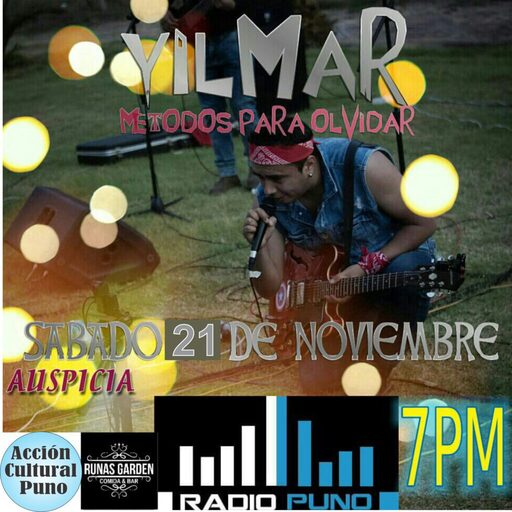 YILMAR
METODOS PARA OLVIDAR
SABADO 21 DE NOVIEMBRE
AUSPICIA
Acción
Cultural
Puno
RUNAS GARDEN
COMIDA & BAR
RADIO PUNO
7PM